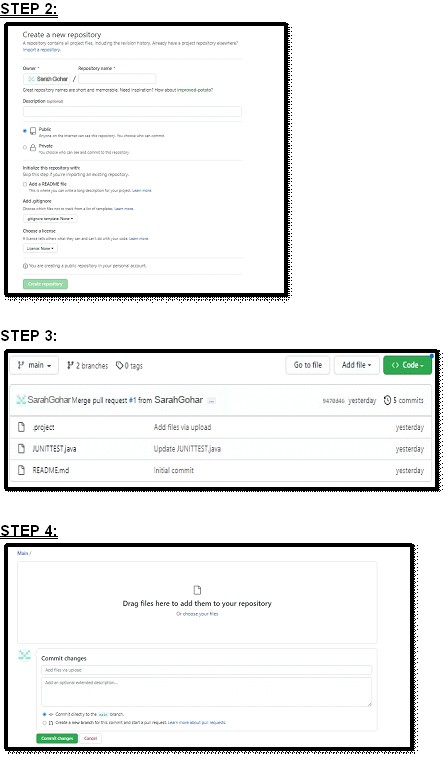 STEP 2:
Create a new repository
A repository contains all project files, including the revision history. Already have a project repository elsewhere?
Import a repository.
Owner * Repository name *
SarahGohar /
Great repository names are short and memorable. Need inspiration? How about improved-potato?
Description (optional)
Public
Anyone on the internet can see this repository. You choose who can commit.
Private
You choose who can see and commit to this repository.
Initialize this repository with:
Skip this step if you're importing an existing repository.
Add a README file
This is where you can write a long description for your project. Learn more.
Add .gitignore
Choose which files not to track from a list of templates. Learn more.
.gitignore template: None
Choose a license
A license tells others what they can and can't do with your code. Learn more.
License: None
You are creating a public repository in your personal account.
Create repository
STEP 3:
main 2 branches 0 tags Go to file Add file Code
SarahGohar Merge pull request #1 from SarahGohar ... yesterday 5 commits
.project Add files via upload yesterday
JUNITTEST.java Update JUNITTEST.java yesterday
README.md Initial commit yesterday
STEP 4:
Main /
Drag files here to add them to your repository
Or choose your files
Commit changes
Add files via upload
Add an optional extended description...
Commit directly to the main branch.
Create a new branch for this commit and start a pull request. Learn more about pull requests.
Commit changes Cancel